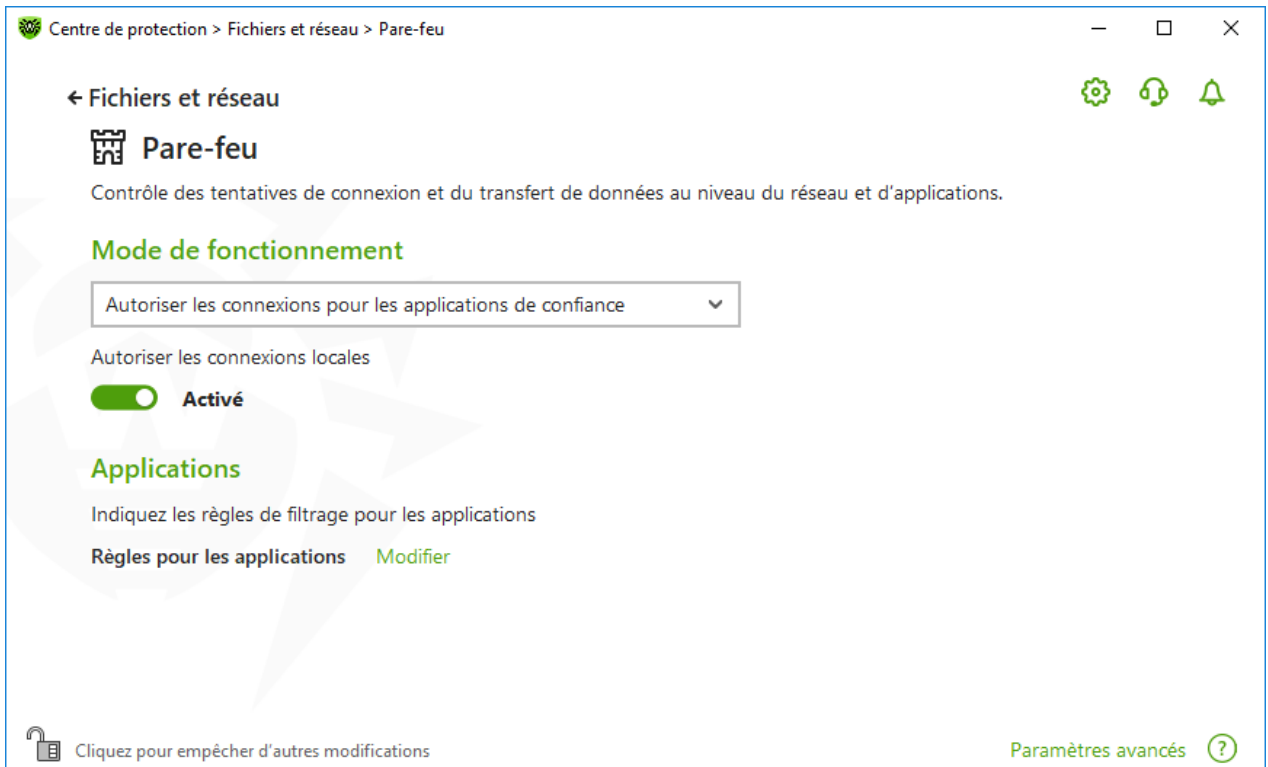 Centre de protection > Fichiers et réseau > Pare-feu
Fichiers et réseau
Pare-feu
Contrôle des tentatives de connexion et du transfert de données au niveau du réseau et d'applications.
Mode de fonctionnement
Autoriser les connexions pour les applications de confiance
Autoriser les connexions locales
Activé
Applications
Indiquez les règles de filtrage pour les applications
Règles pour les applications Modifier
Cliquez pour empêcher d'autres modifications Paramètres avancés ?